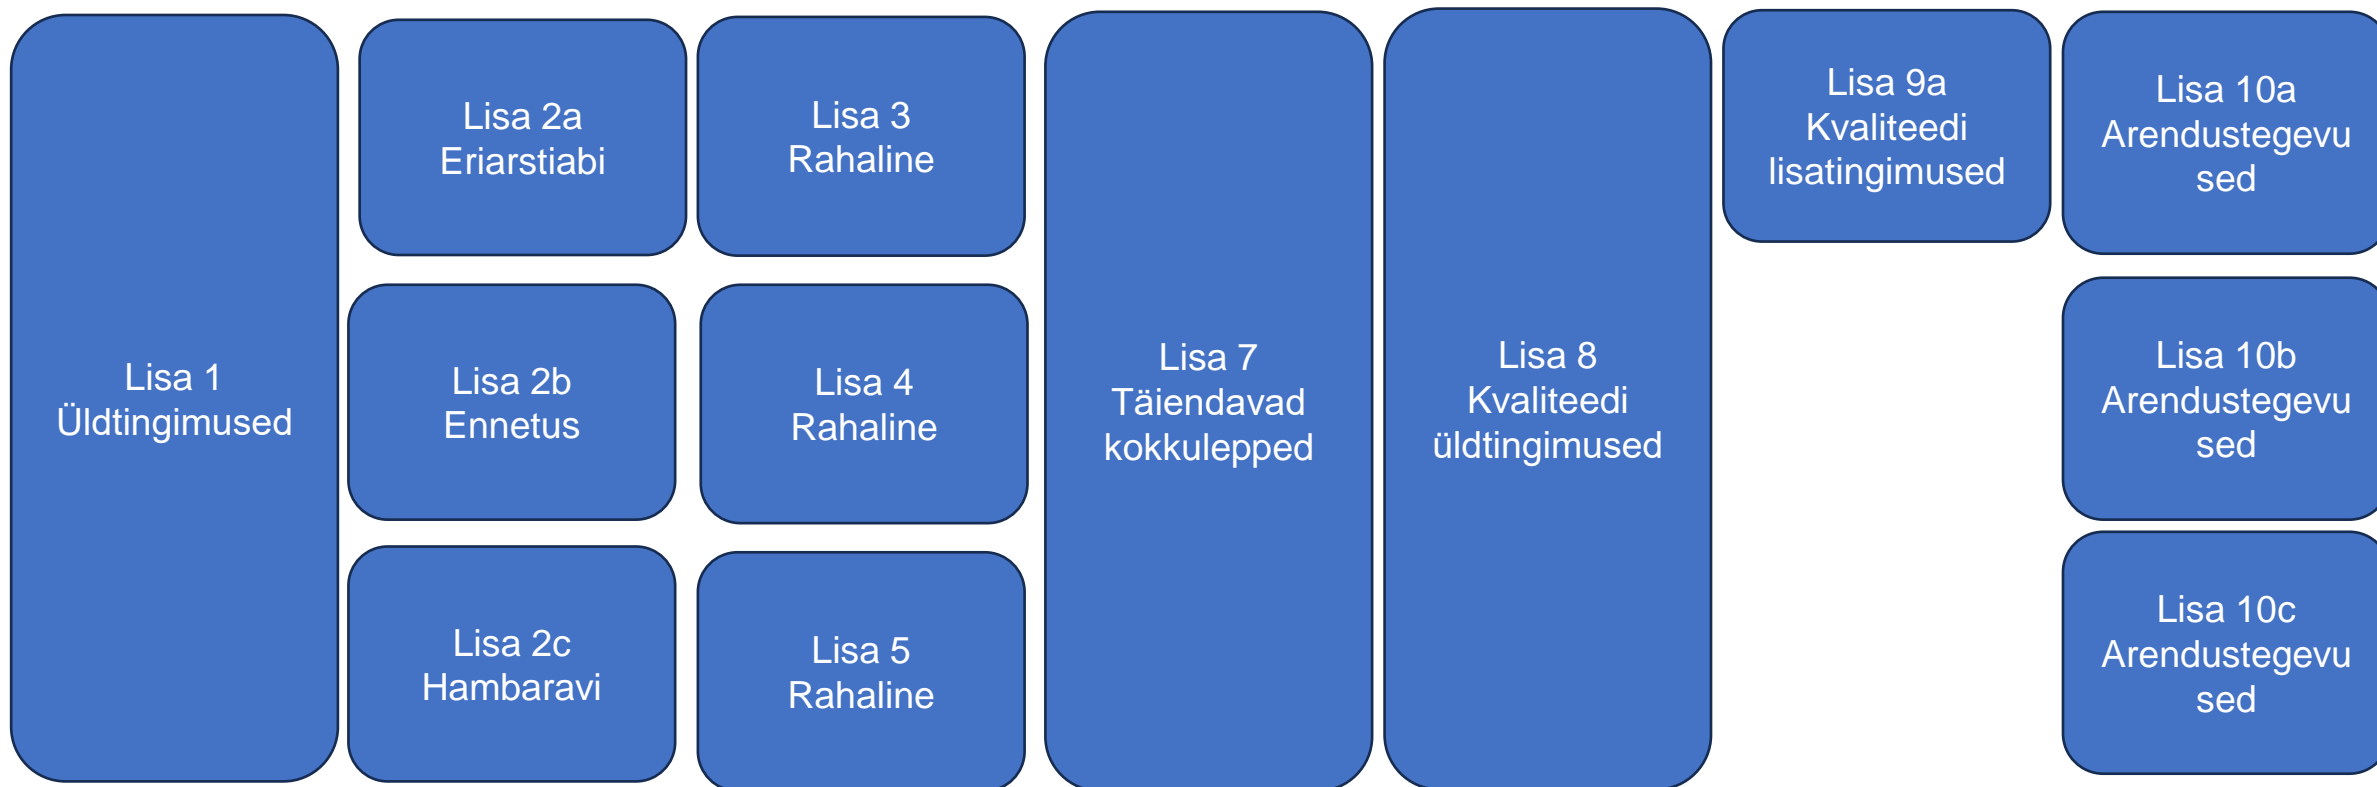 Lisa 1
Üldtingimused
Lisa 2a
Eriarstiabi
Lisa 2b
Ennetus
Lisa 2c
Hambaravi
Lisa 3
Rahaline
Lisa 4
Rahaline
Lisa 5
Rahaline
Lisa 7
Täiendavad
kokkulepped
Lisa 8
Kvaliteedi
üldtingimused
Lisa 9a
Kvaliteedi
lisatingimused
Lisa 10a
Arendustegevu
sed
Lisa 10b
Arendustegevu
sed
Lisa 10c
Arendustegevu
sed